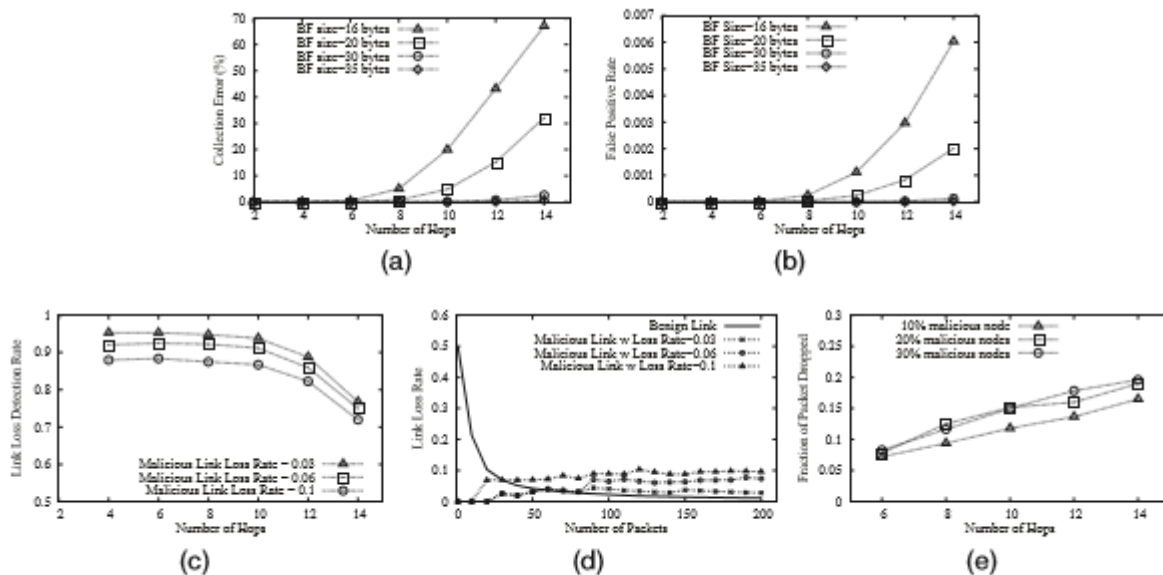 70
60
50
40
30
20
10
0
Collection Error (%)
BF size=16 bytes
BF size=20 bytes
BF size=30 bytes
BF size=35 bytes
2 4 6 8 10 12 14
Number of Hops
(a)
0.007
0.006
0.005
0.004
0.003
0.002
0.001
0
False Positive Rate
BF Size=16 bytes
BF Size=20 bytes
BF Size=30 bytes
BF Size=35 bytes
2 4 6 8 10 12 14
Number of Hops
(b)
1
0.9
0.8
0.7
0.6
0.5
Link Loss Detection Rate
Malicious Link Loss Rate = 0.03
Malicious Link Loss Rate = 0.06
Malicious Link Loss Rate = 0.1
2 4 6 8 10 12 14
Number of Hops
(c)
0.6
0.5
0.4
0.3
0.2
0.1
0
Link Loss Rate
Benign Link
Malicious Link w Loss Rate=0.03
Malicious Link w Loss Rate=0.06
Malicious Link w Loss Rate=0.1
0 50 100 150 200
Number of Packets
(d)
0.3
0.25
0.2
0.15
0.1
0.05
0
Fraction of Packet Dropped
10% malicious node
20% malicious nodes
30% malicious nodes
6 8 10 12 14
Number of Hops
(e)